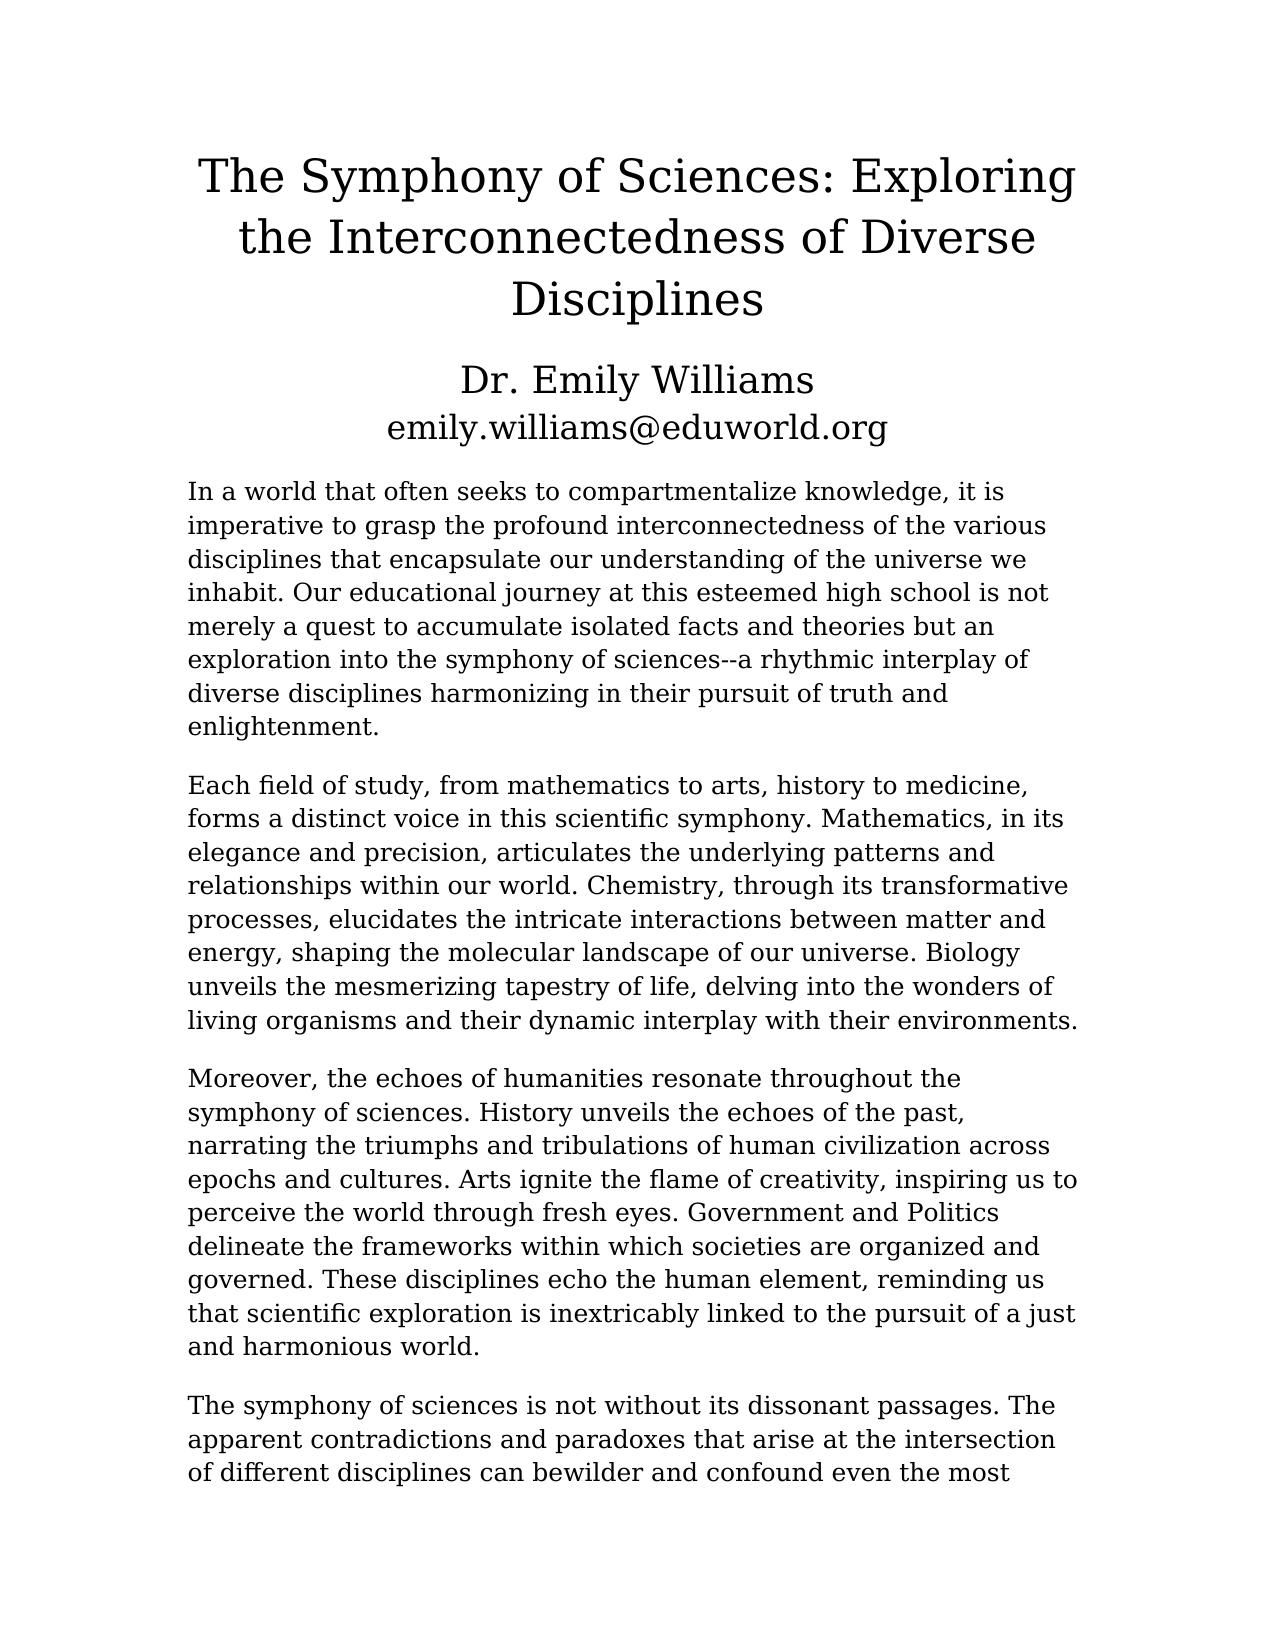 The Symphony of Sciences: Exploring
the Interconnectedness of Diverse
Disciplines
Dr. Emily Williams
emily.williams@eduworld.org
In a world that often seeks to compartmentalize knowledge, it is
imperative to grasp the profound interconnectedness of the various
disciplines that encapsulate our understanding of the universe we
inhabit. Our educational journey at this esteemed high school is not
merely a quest to accumulate isolated facts and theories but an
exploration into the symphony of sciences--a rhythmic interplay of
diverse disciplines harmonizing in their pursuit of truth and
enlightenment.
Each field of study, from mathematics to arts, history to medicine,
forms a distinct voice in this scientific symphony. Mathematics, in its
elegance and precision, articulates the underlying patterns and
relationships within our world. Chemistry, through its transformative
processes, elucidates the intricate interactions between matter and
energy, shaping the molecular landscape of our universe. Biology
unveils the mesmerizing tapestry of life, delving into the wonders of
living organisms and their dynamic interplay with their environments.
Moreover, the echoes of humanities resonate throughout the
symphony of sciences. History unveils the echoes of the past,
narrating the triumphs and tribulations of human civilization across
epochs and cultures. Arts ignite the flame of creativity, inspiring us to
perceive the world through fresh eyes. Government and Politics
delineate the frameworks within which societies are organized and
governed. These disciplines echo the human element, reminding us
that scientific exploration is inextricably linked to the pursuit of a just
and harmonious world.
The symphony of sciences is not without its dissonant passages. The
apparent contradictions and paradoxes that arise at the intersection
of different disciplines can bewilder and confound even the most